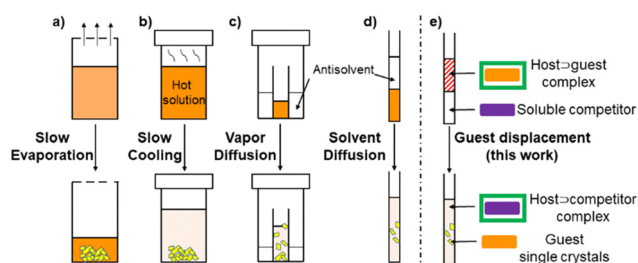 a)
b)
c)
d)
e)
Hot
solution
Antisolvent
Host⊃guest
complex
Soluble competitor
Slow
Evaporation
Slow
Cooling
Vapor
Diffusion
Solvent
Diffusion
Guest displacement
(this work)
Host⊃competitor
complex
Guest
single crystals